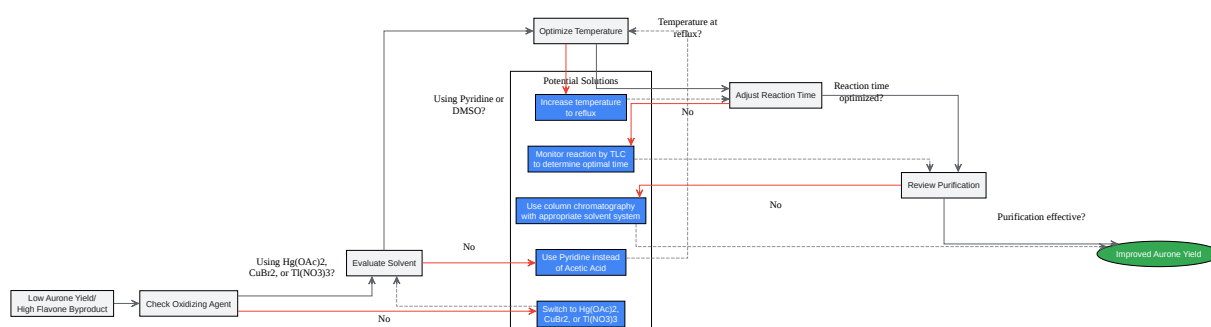 Temperature at
reflux?
Optimize Temperature
Potential Solutions
Using Pyridine or
DMSO?
Increase temperature
to reflux
Adjust Reaction Time
Reaction time
optimized?
No
Monitor reaction by TLC
to determine optimal time
Review Purification
Use column chromatography
with appropriate solvent system
No
Purification effective?
Using Hg(OAc)2,
CuBr2, or Tl(NO3)3?
Evaluate Solvent
No
Use Pyridine instead
of Acetic Acid
Improved Aurone Yield
Low Aurone Yield/
High Flavone Byproduct
Check Oxidizing Agent
No
Switch to Hg(OAc)2,
CuBr2, or Tl(NO3)3